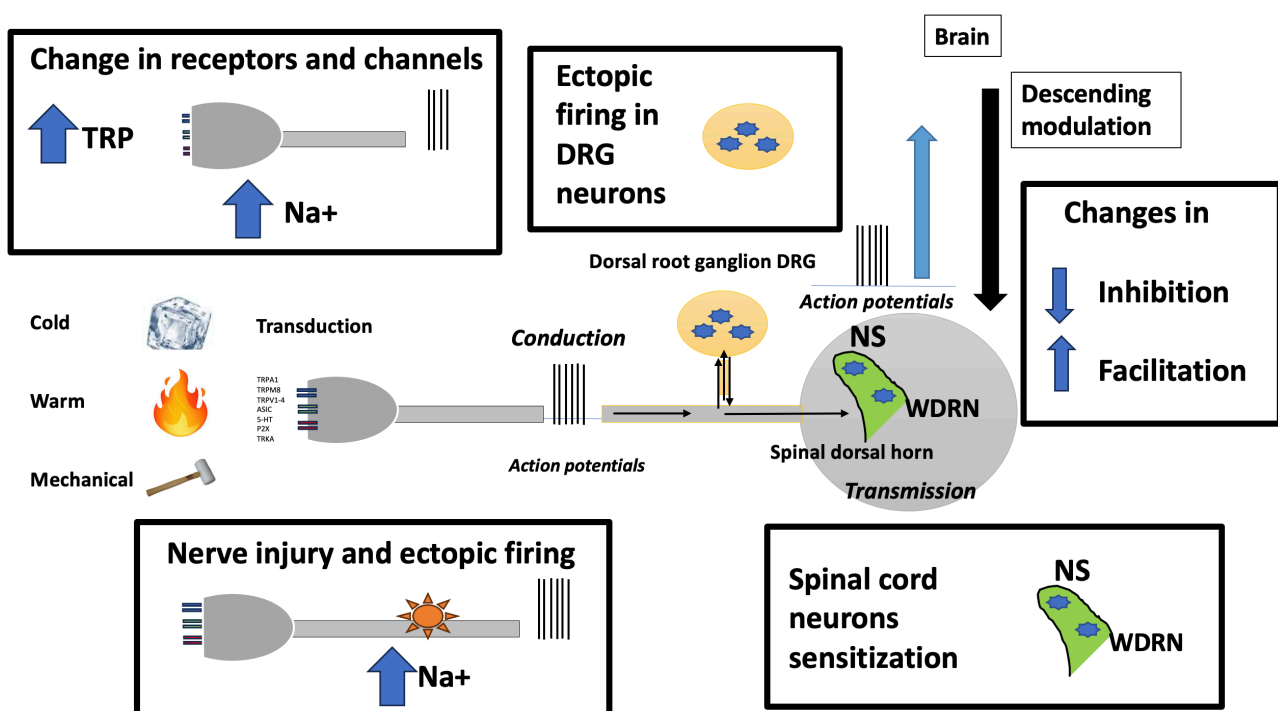 Change in receptors and channels
TRP
Na+
Ectopic
firing in
DRG
neurons
Brain
Descending
modulation
Changes in
Inhibition
Facilitation
Dorsal root ganglion DRG
Action potentials
Cold
Warm
Mechanical
Transduction
TRPA1
TRPM8
TRPV1-4
ASIC
5-HT
P2X
TRKA
Conduction
Action potentials
NS
WDRN
Spinal dorsal horn
Transmission
Nerve injury and ectopic firing
Na+
Spinal cord
neurons
sensitization
NS
WDRN